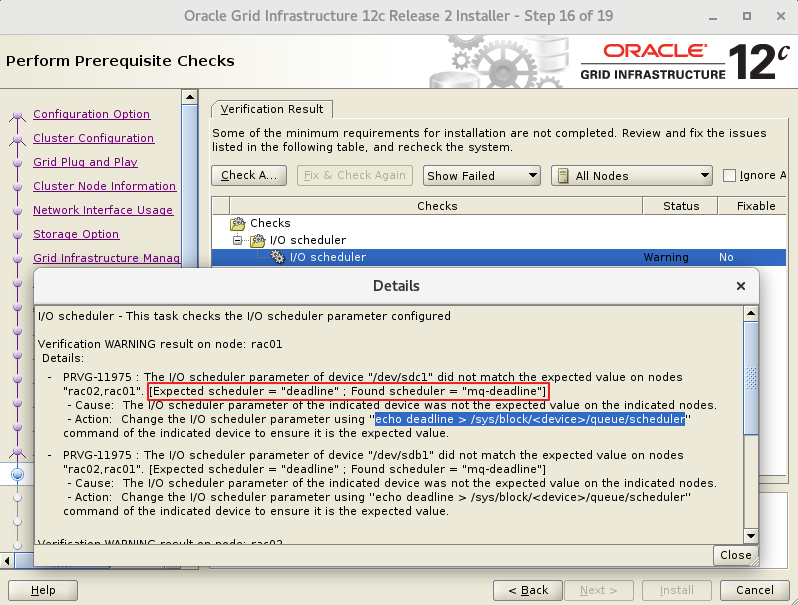 Oracle Grid Infrastructure 12c Release 2 Installer - Step 16 of 19
Perform Prerequisite Checks
ORACLE
GRID INFRASTRUCTURE
12c
Configuration Option
Cluster Configuration
Grid Plug and Play
Cluster Node Information
Network Interface Usage
Storage Option
Grid Infrastructure Manag
Verification Result
Some of the minimum requirements for installation are not completed. Review and fix the issues
listed in the following table, and recheck the system.
Check A...
Fix & Check Again
Show Failed
All Nodes
Ignore A
Checks
Status
Fixable
Checks
I/O scheduler
I/O scheduler
Warning
No
Details
I/O scheduler - This task checks the I/O scheduler parameter configured
Verification WARNING result on node: rac01
Details:
- PRVG-11975 : The I/O scheduler parameter of device "/dev/sdc1" did not match the expected value on nodes
"rac02,rac01". [Expected scheduler = "deadline" ; Found scheduler = "mq-deadline"]
- Cause: The I/O scheduler parameter of the indicated device was not the expected value on the indicated nodes.
- Action: Change the I/O scheduler parameter using ''echo deadline > /sys/block/<device>/queue/scheduler''
command of the indicated device to ensure it is the expected value.
- PRVG-11975 : The I/O scheduler parameter of device "/dev/sdb1" did not match the expected value on nodes
"rac02,rac01". [Expected scheduler = "deadline" ; Found scheduler = "mq-deadline"]
- Cause: The I/O scheduler parameter of the indicated device was not the expected value on the indicated nodes.
- Action: Change the I/O scheduler parameter using ''echo deadline > /sys/block/<device>/queue/scheduler''
command of the indicated device to ensure it is the expected value.
Verification WARNING result on node: rac02
Close
Help
< Back
Next >
Install
Cancel